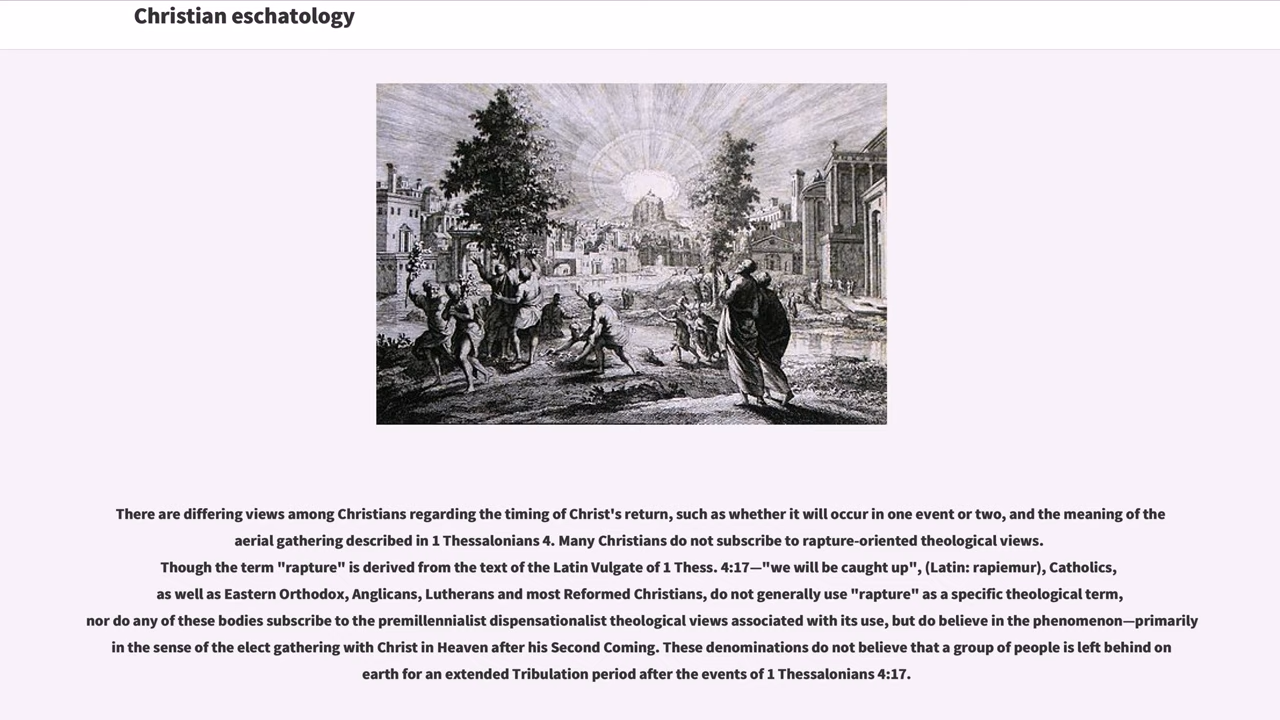 Christian eschatology
There are differing views among Christians regarding the timing of Christ's return, such as whether it will occur in one event or two, and the meaning of the
aerial gathering described in 1 Thessalonians 4. Many Christians do not subscribe to rapture-oriented theological views.
Though the term "rapture" is derived from the text of the Latin Vulgate of 1 Thess. 4:17—"we will be caught up", (Latin: rapiemur), Catholics,
as well as Eastern Orthodox, Anglicans, Lutherans and most Reformed Christians, do not generally use "rapture" as a specific theological term,
nor do any of these bodies subscribe to the premillennialist dispensationalist theological views associated with its use, but do believe in the phenomenon—primarily
in the sense of the elect gathering with Christ in Heaven after his Second Coming. These denominations do not believe that a group of people is left behind on
earth for an extended Tribulation period after the events of 1 Thessalonians 4:17.